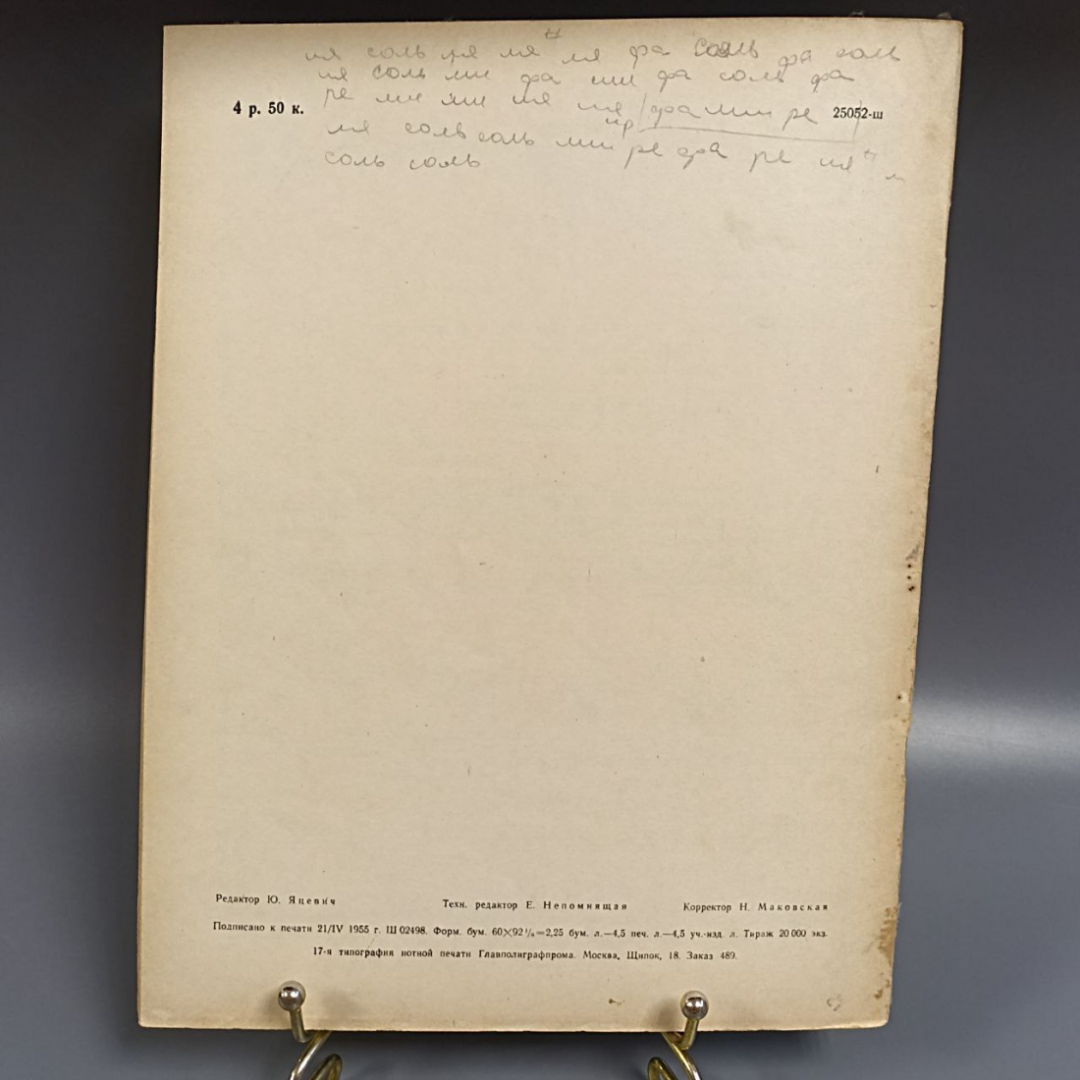 ля соль ре ля # ля фа соль фа соль
ля соль ми фа ми фа соль фа
ре ми ми ля ля фа ми ре
4 р. 50 к.
25052-ш
ля соль соль ми ре фа ре ля #
соль соль
Редактор Ю. Яцевич Техн. редактор Е. Непомнящая Корректор Н. Маковская
Подписано к печати 21/IV 1955 г. Ш 02498. Форм. бум. 60×92 1/8=2,25 бум. л.—4,5 печ. л.—4,5 уч.-изд. л. Тираж 20 000 экз.
17-я типография нотной печати Главполиграфпрома. Москва, Щипок, 18. Заказ 489.